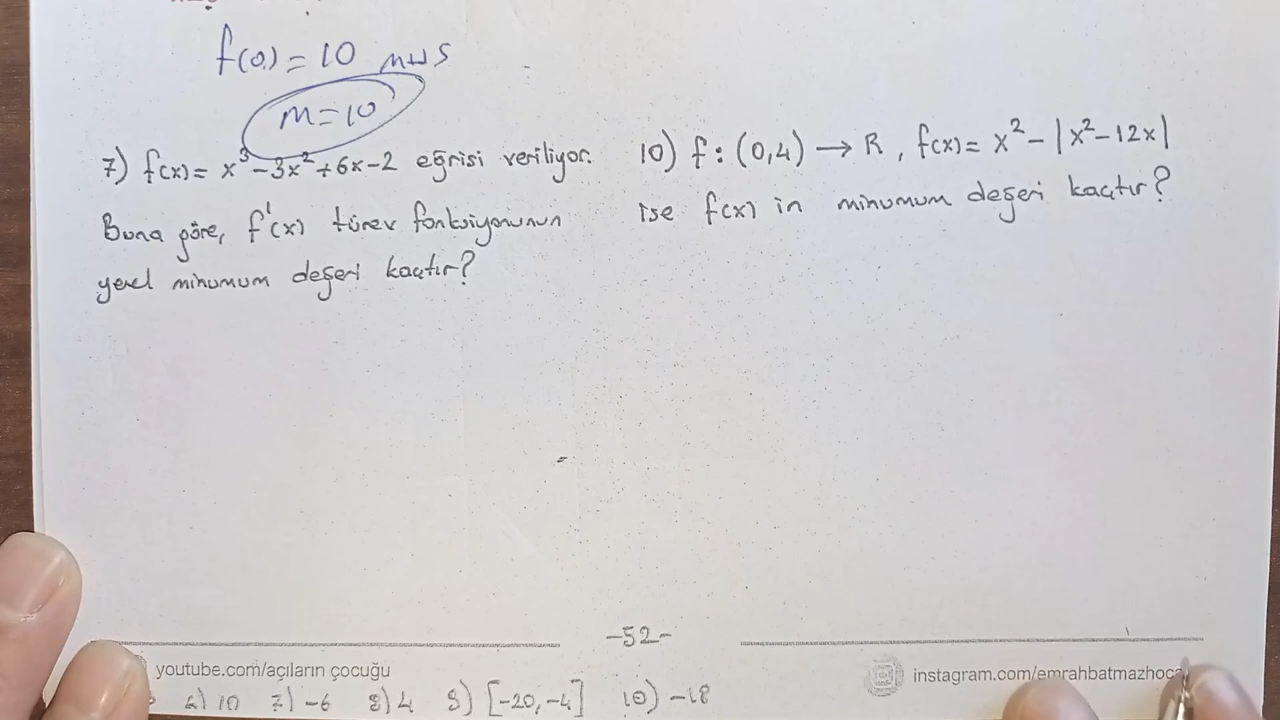 f(0) = 10 mus
m = 10
7) f(x) = x³ - 3x² + 6x - 2 eğrisi veriliyor.
Buna göre, f'(x) türev fonksiyonunun
yerel minumum değeri kaçtır?
10) f : (0,4) → R , f(x) = x² - |x² - 12x|
ise f(x) in minumum değeri kaçtır?
-52-
youtube.com/açıların çocuğu
instagram.com/emrahbatmazhoca
10 7) -6 8) 4 9) [-20, -4] 10) -18